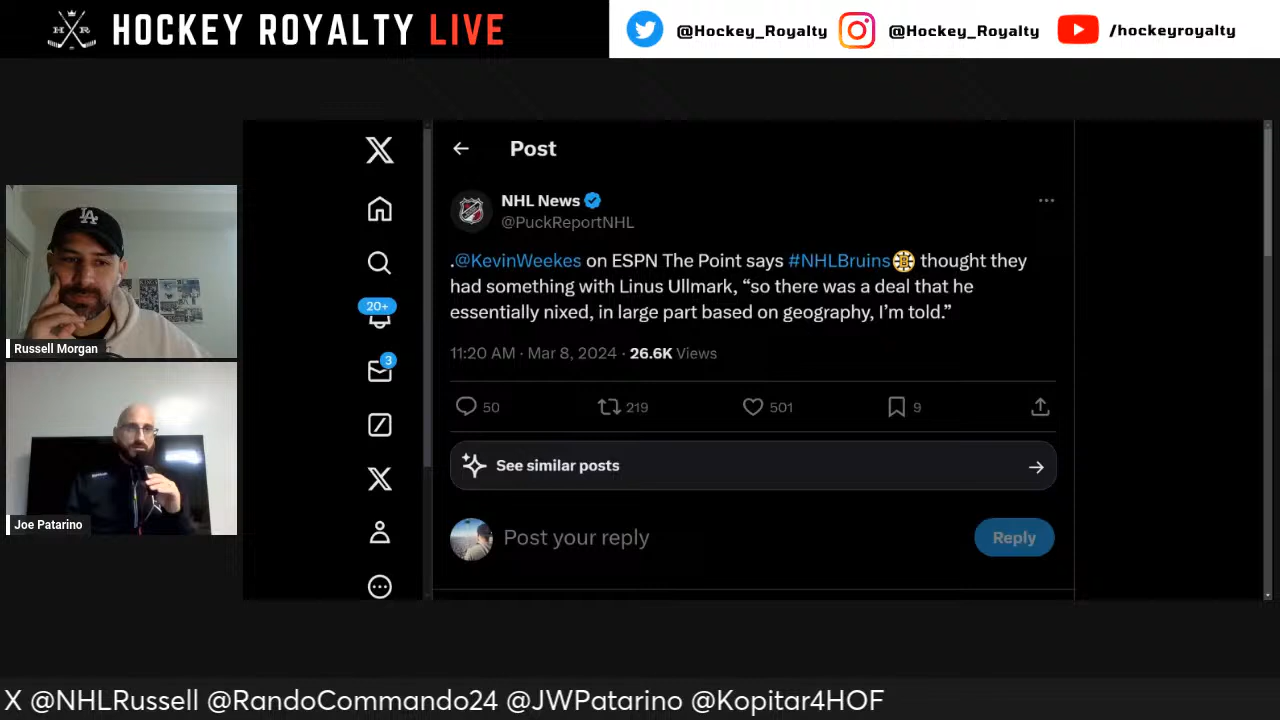 HOCKEY ROYALTY LIVE
@Hockey_Royalty
@Hockey_Royalty
/hockeyroyalty
H R
Post
NHL News
@PuckReportNHL
.@KevinWeekes on ESPN The Point says #NHLBruins thought they
had something with Linus Ullmark, “so there was a deal that he
essentially nixed, in large part based on geography, I’m told.”
11:20 AM · Mar 8, 2024 · 26.6K Views
50
219
501
9
See similar posts
Post your reply
Reply
20+
3
LA
Russell Morgan
Joe Patarino
X @NHLRussell @RandoCommando24 @JWPatarino @Kopitar4HOF